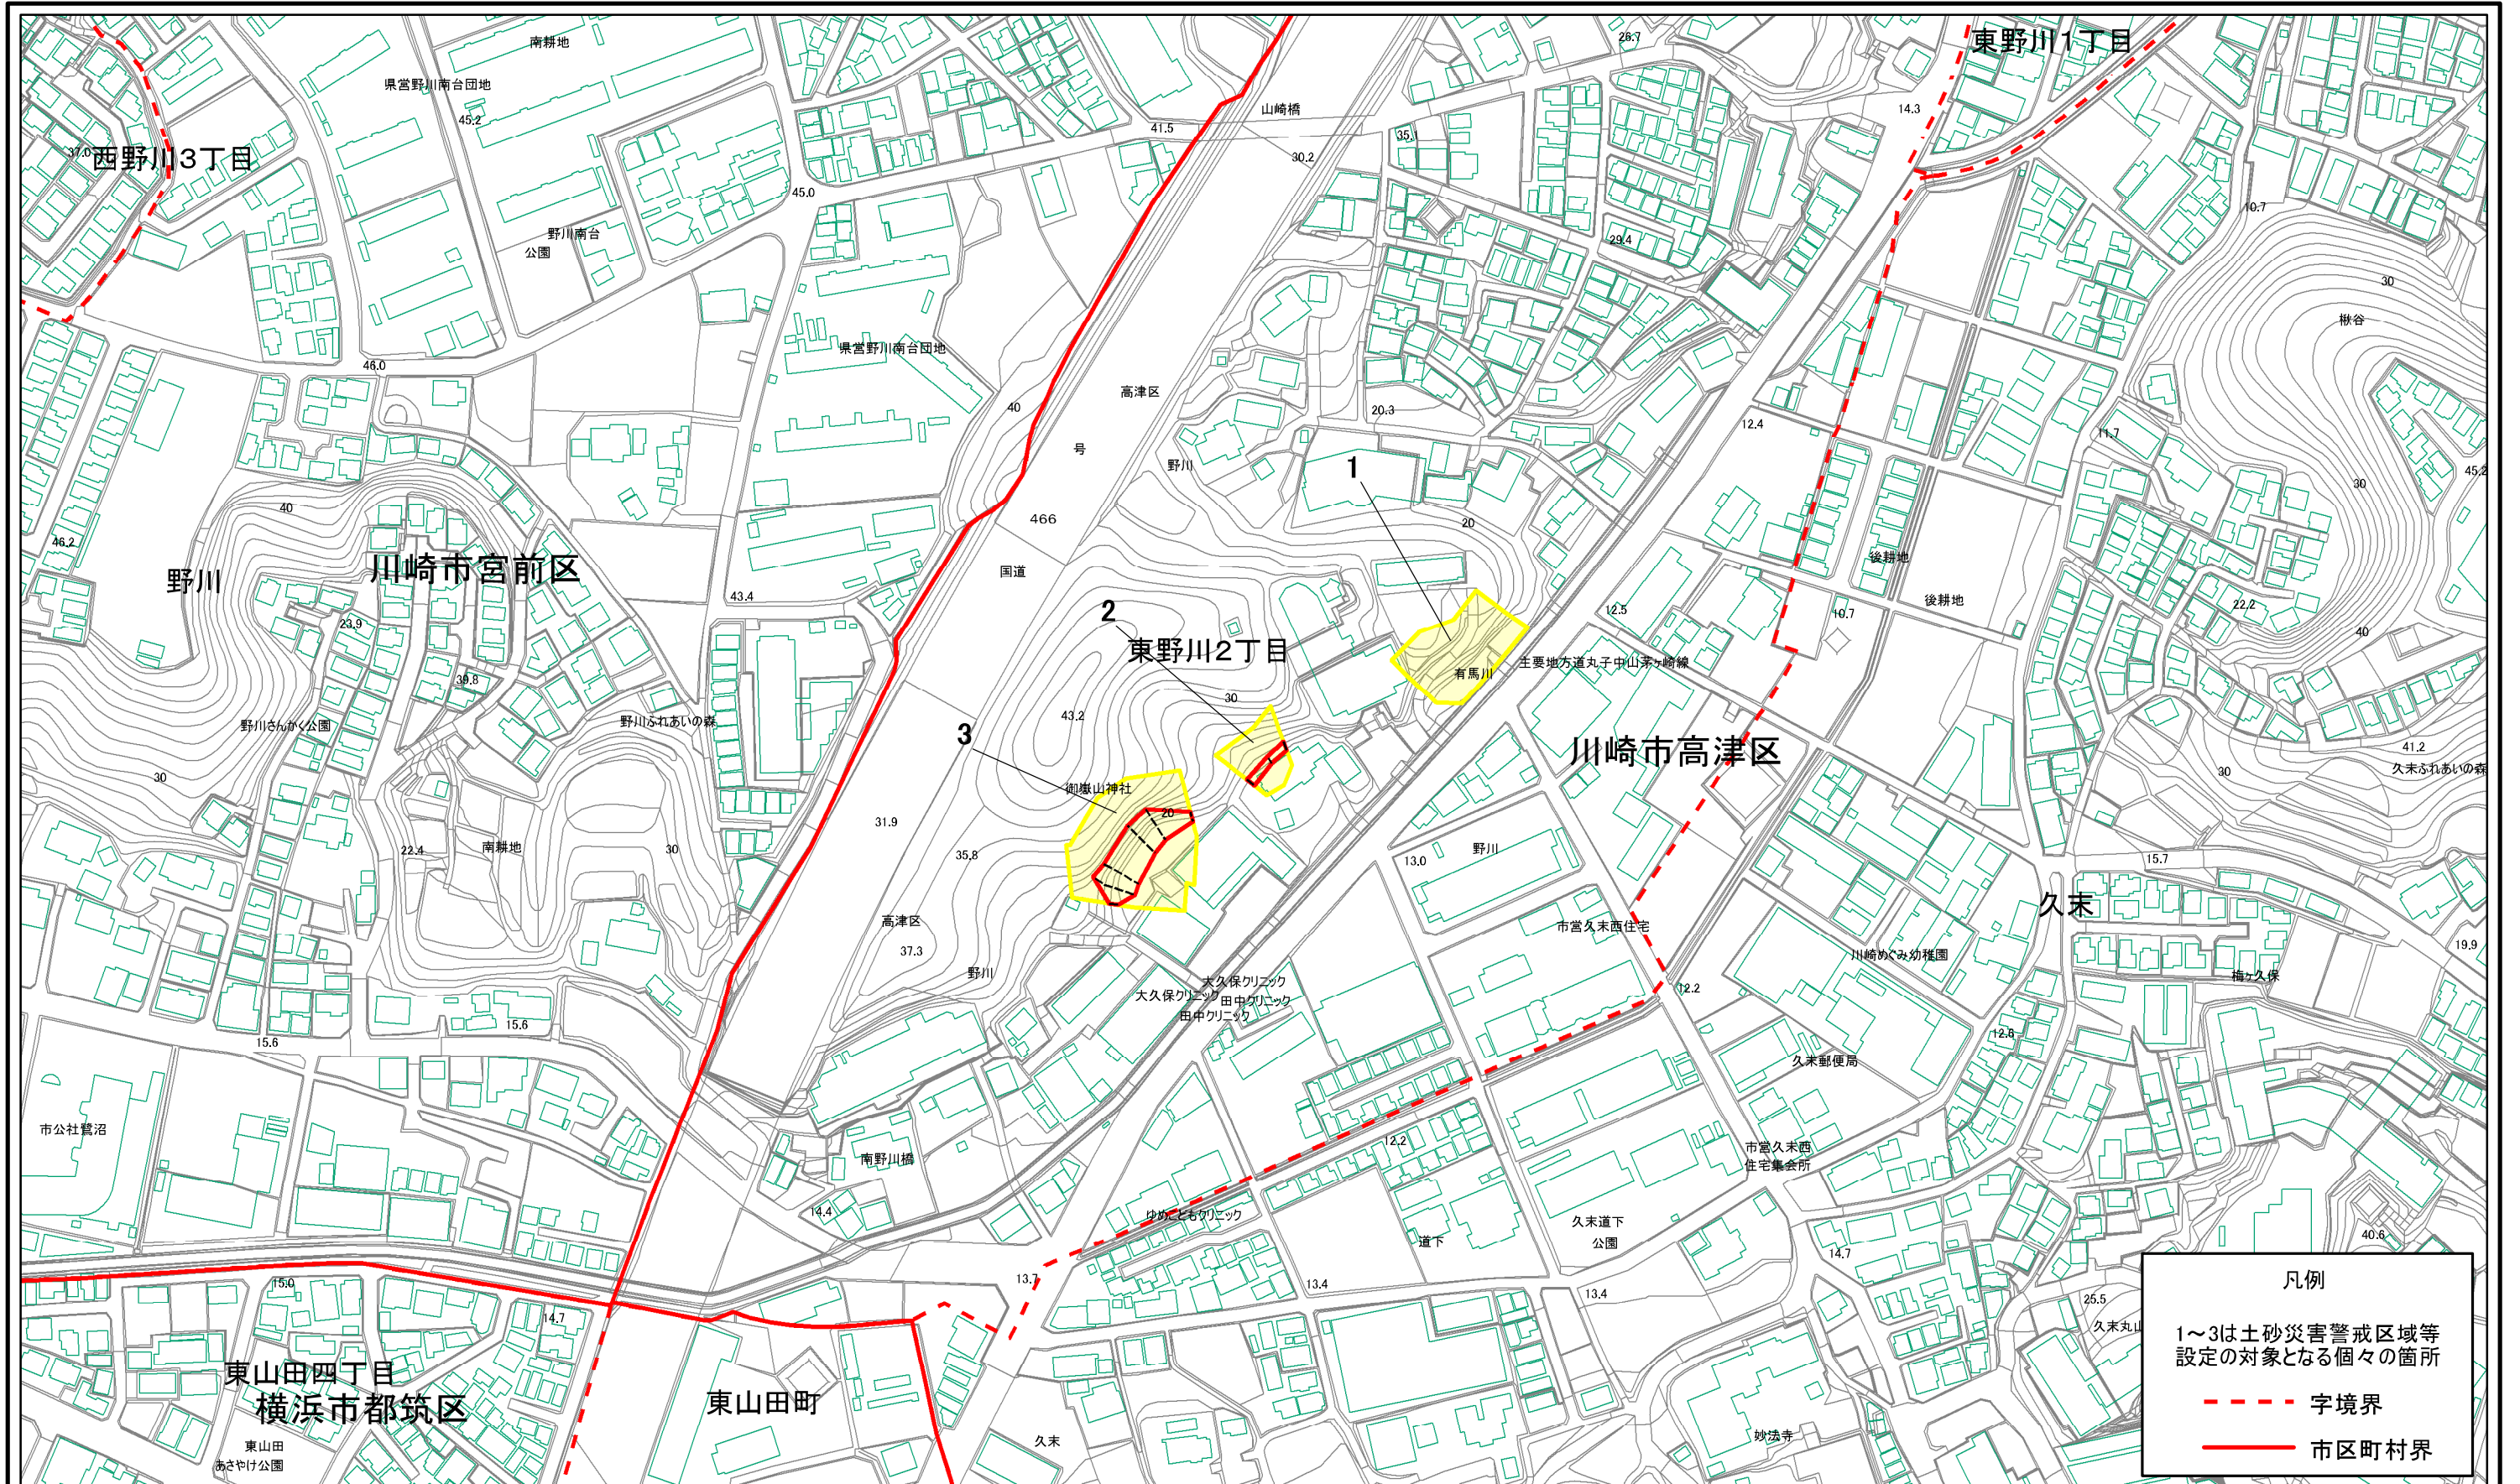 南耕地
26.7
東野川1丁目
県営野川南台団地
45.2
山崎橋
14.3
41.5
35.1
37.0
西野川3丁目
30.2
45.0
10.7
野川南台
公園
29.4
30
楸谷
県営野川南台団地
46.0
高津区
40
20.3
12.4
11.7
号
野川
1
45.2
30
40
466
20
46.2
川崎市宮前区
野川
国道
後耕地
43.4
2
12.5
10.7
後耕地
22.2
23.9
東野川2丁目
主要地方道丸子中山茅ヶ崎線
40
39.8
有馬川
30
野川さんかく公園
野川ふれあいの森
43.2
3
川崎市高津区
41.2
30
30
久末ふれあいの森
御嶽山神社
20
31.9
22.4
南耕地
30
35.8
野川
13.0
15.7
久末
高津区
市営久末西住宅
37.3
川崎めぐみ幼稚園
19.9
野川
梅ヶ久保
大久保クリニック
大久保クリニック
田中クリニック
田中クリニック
12.2
15.6
15.6
12.6
久末郵便局
市公社鷺沼
12.2
南野川橋
市営久末西
住宅集会所
14.4
ゆめこどもクリニック
久末道下
公園
道下
14.7
40.6
13.7
15.0
13.4
13.4
25.5
14.7
久末丸山
東山田四丁目
横浜市都筑区
東山田町
東山田
あさやけ公園
久末
妙法寺
凡例
1～3は土砂災害警戒区域等
設定の対象となる個々の箇所
字境界
市区町村界